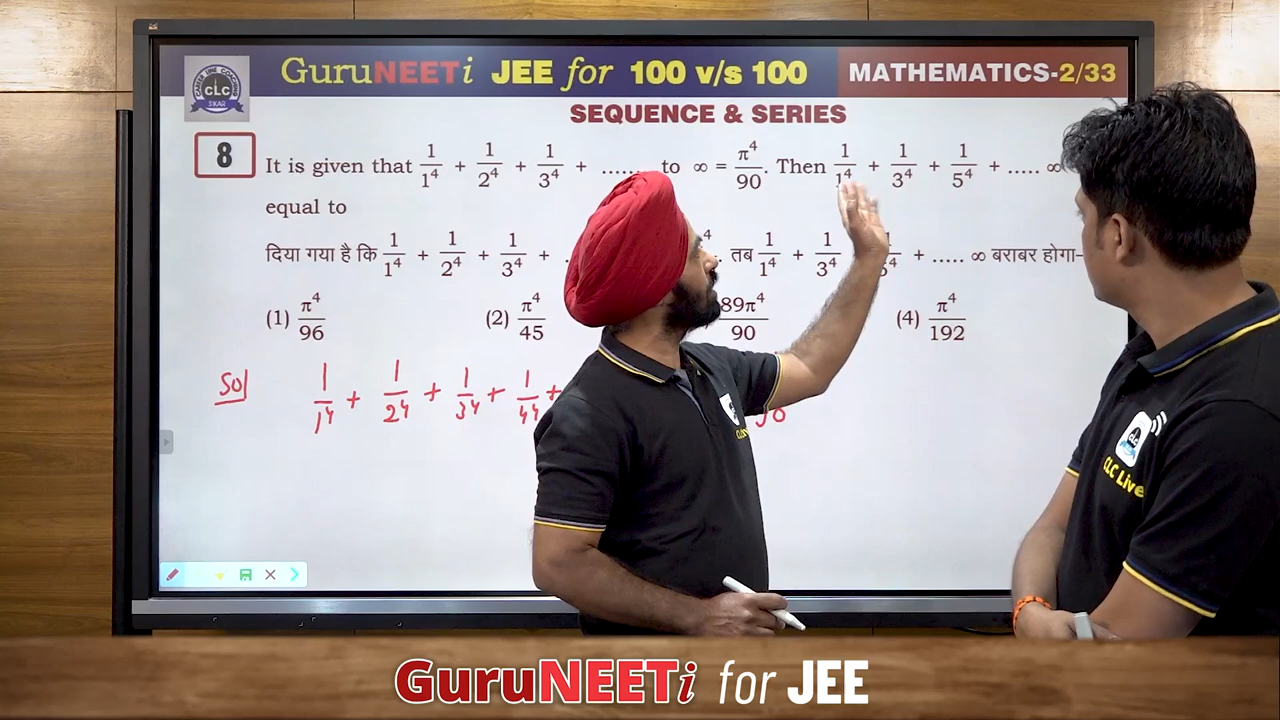 GuruNEETi JEE for 100 v/s 100 MATHEMATICS-2/33
CLC
SIKAR
SEQUENCE & SERIES
8 It is given that 1/1⁴ + 1/2⁴ + 1/3⁴ + ...... to ∞ = π⁴/90. Then 1/1⁴ + 1/3⁴ + 1/5⁴ + ..... ∞
equal to
दिया गया है कि 1/1⁴ + 1/2⁴ + 1/3⁴ + . तब 1/1⁴ + 1/3⁴ + ..... ∞ बराबर होगा-
(1) π⁴/96 (2) π⁴/45 89π⁴/90 (4) π⁴/192
Sol 1/1⁴ + 1/2⁴ + 1/3⁴ + 1/4⁴ +
CLC Live
GuruNEETi for JEE